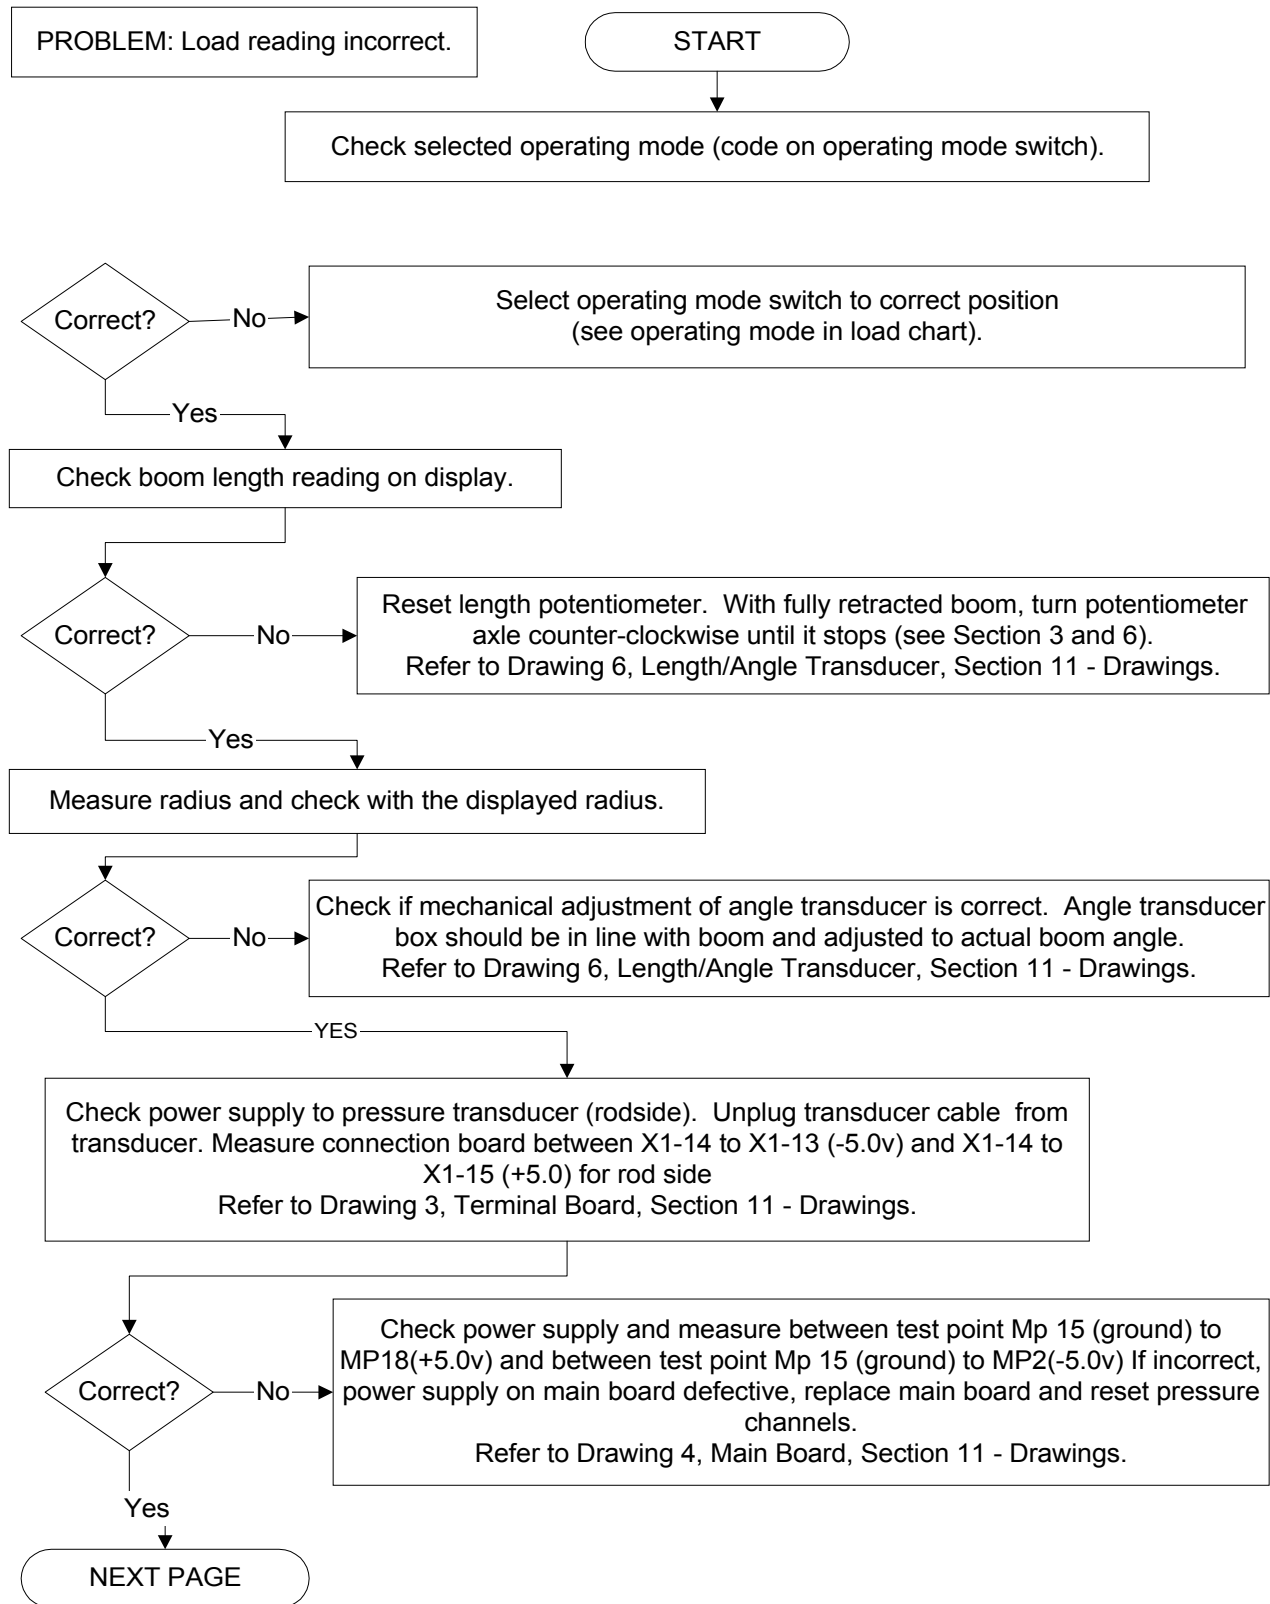 PROBLEM: Load reading incorrect.
START
Check selected operating mode (code on operating mode switch).
Correct?
No
Select operating mode switch to correct position
(see operating mode in load chart).
Yes
Check boom length reading on display.
Correct?
No
Reset length potentiometer.  With fully retracted boom, turn potentiometer
axle counter-clockwise until it stops (see Section 3 and 6).
Refer to Drawing 6, Length/Angle Transducer, Section 11 - Drawings.
Yes
Measure radius and check with the displayed radius.
Correct?
No
Check if mechanical adjustment of angle transducer is correct.  Angle transducer
box should be in line with boom and adjusted to actual boom angle.
Refer to Drawing 6, Length/Angle Transducer, Section 11 - Drawings.
YES
Check power supply to pressure transducer (rodside).  Unplug transducer cable  from
transducer. Measure connection board between X1-14 to X1-13 (-5.0v) and X1-14 to
X1-15 (+5.0) for rod side
Refer to Drawing 3, Terminal Board, Section 11 - Drawings.
Correct?
No
Check power supply and measure between test point Mp 15 (ground) to
MP18(+5.0v) and between test point Mp 15 (ground) to MP2(-5.0v) If incorrect,
power supply on main board defective, replace main board and reset pressure
channels.
Refer to Drawing 4, Main Board, Section 11 - Drawings.
Yes
NEXT PAGE